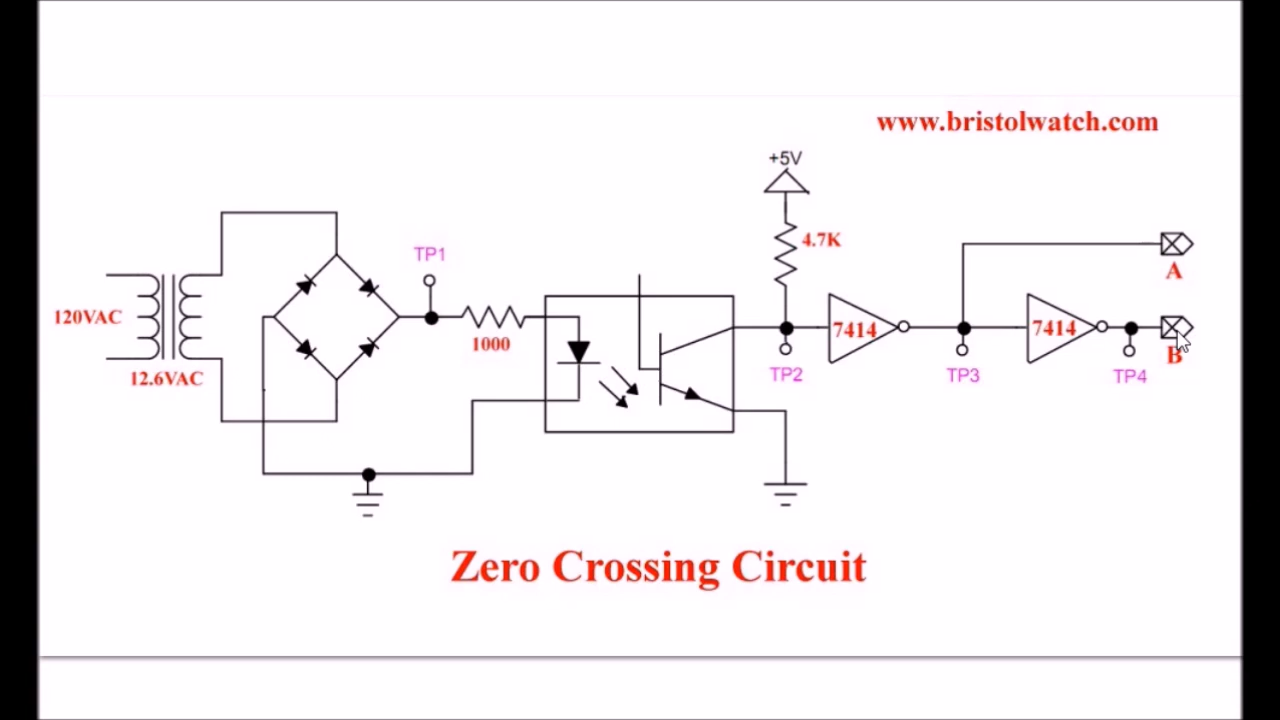 www.bristolwatch.com
+5V
4.7K
TP1
A
120VAC
1000
7414
7414
12.6VAC
TP2
TP3
TP4
B
Zero Crossing Circuit